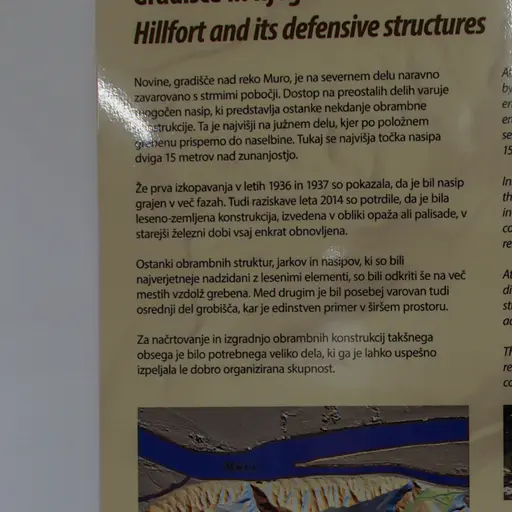 Hillfort and its defensive structures
Novine, gradišče nad reko Muro, je na severnem delu naravno
zavarovano s strmimi pobočji. Dostop na preostalih delih varuje
mogočen nasip, ki predstavlja ostanke nekdanje obrambne
konstrukcije. Ta je najvišji na južnem delu, kjer po položnem
grebenu prispemo do naselbine. Tukaj se najvišja točka nasipa
dviga 15 metrov nad zunanjostjo.
Že prva izkopavanja v letih 1936 in 1937 so pokazala, da je bil nasip
grajen v več fazah. Tudi raziskave leta 2014 so potrdile, da je bila
leseno-zemljena konstrukcija, izvedena v obliki opaža ali palisade, v
starejši železni dobi vsaj enkrat obnovljena.
Ostanki obrambnih struktur, jarkov in nasipov, ki so bili
najverjetneje nadzidani z lesenimi elementi, so bili odkriti še na več
mestih vzdolž grebena. Med drugim je bil posebej varovan tudi
osrednji del grobišča, kar je edinstven primer v širšem prostoru.
Za načrtovanje in izgradnjo obrambnih konstrukcij takšnega
obsega je bilo potrebnega veliko dela, ki ga je lahko uspešno
izpeljala le dobro organizirana skupnost.
Mura